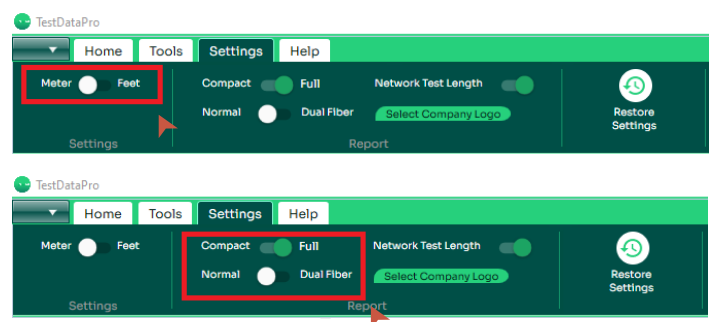 TestDataPro
Home Tools Settings Help
Meter Feet Compact Full Network Test Length
Normal Dual Fiber Select Company Logo Restore
Settings
Settings Report
TestDataPro
Home Tools Settings Help
Meter Feet Compact Full Network Test Length
Normal Dual Fiber Select Company Logo Restore
Settings
Settings Report